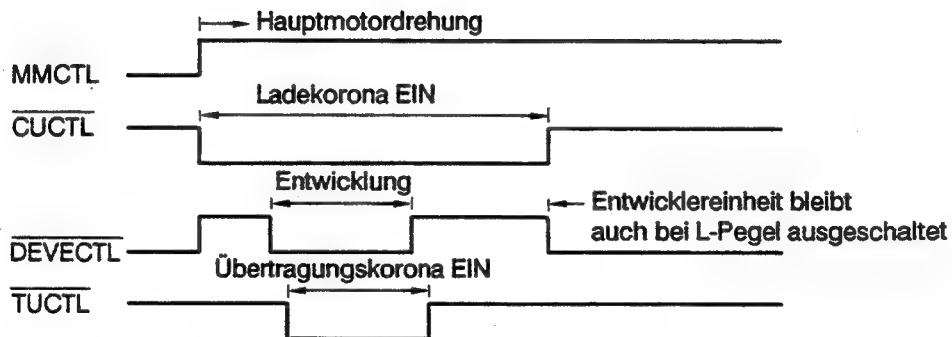 Hauptmotordrehung
MMCTL
Ladekorona EIN
CUCTL
Entwicklung
Entwicklereinheit bleibt
auch bei L-Pegel ausgeschaltet
DEVECTL
Übertragungskorona EIN
TUCTL